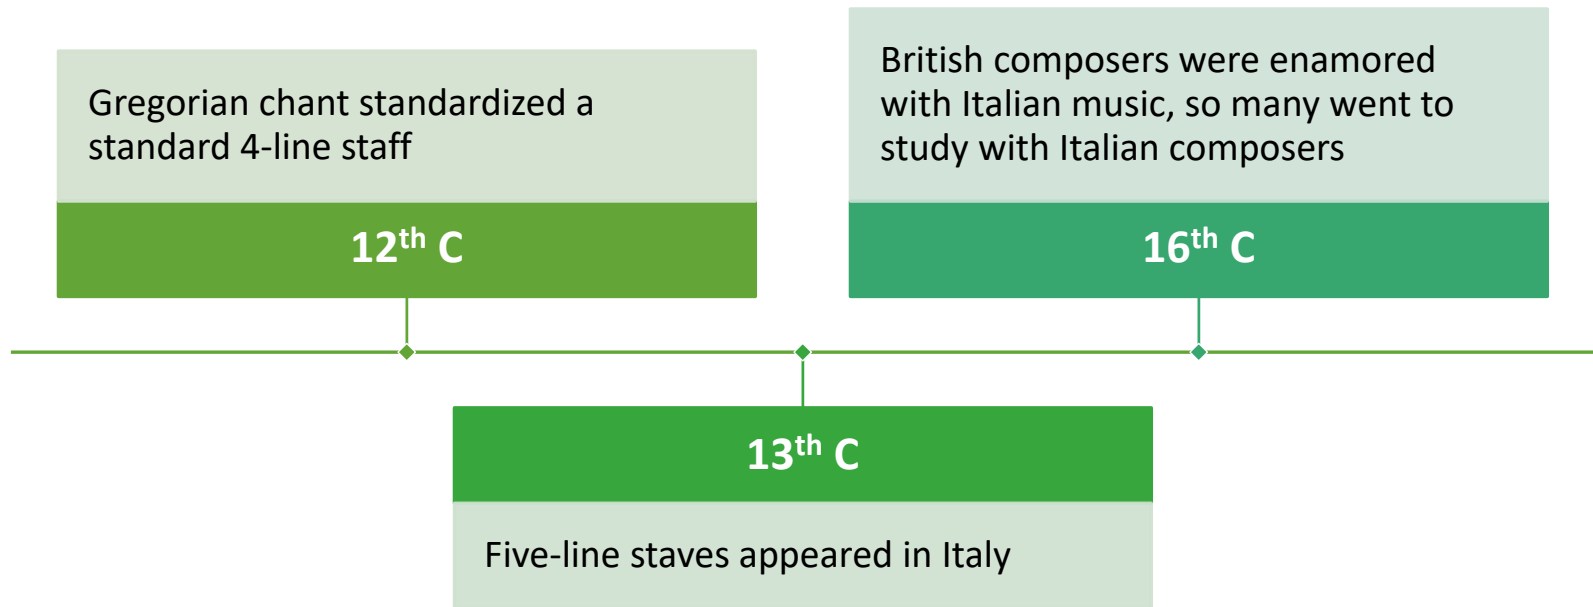 Gregorian chant standardized a
standard 4-line staff
12th C
British composers were enamored
with Italian music, so many went to
study with Italian composers
16th C
13th C
Five-line staves appeared in Italy